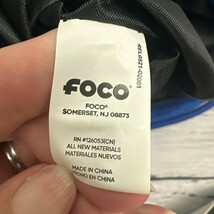 foco
FOCO®
SOMERSET, NJ 08873
RN #126053(CN)
ALL NEW MATERIALS
MATERIALES NUEVOS
MADE IN CHINA
HECHO EN CHINA